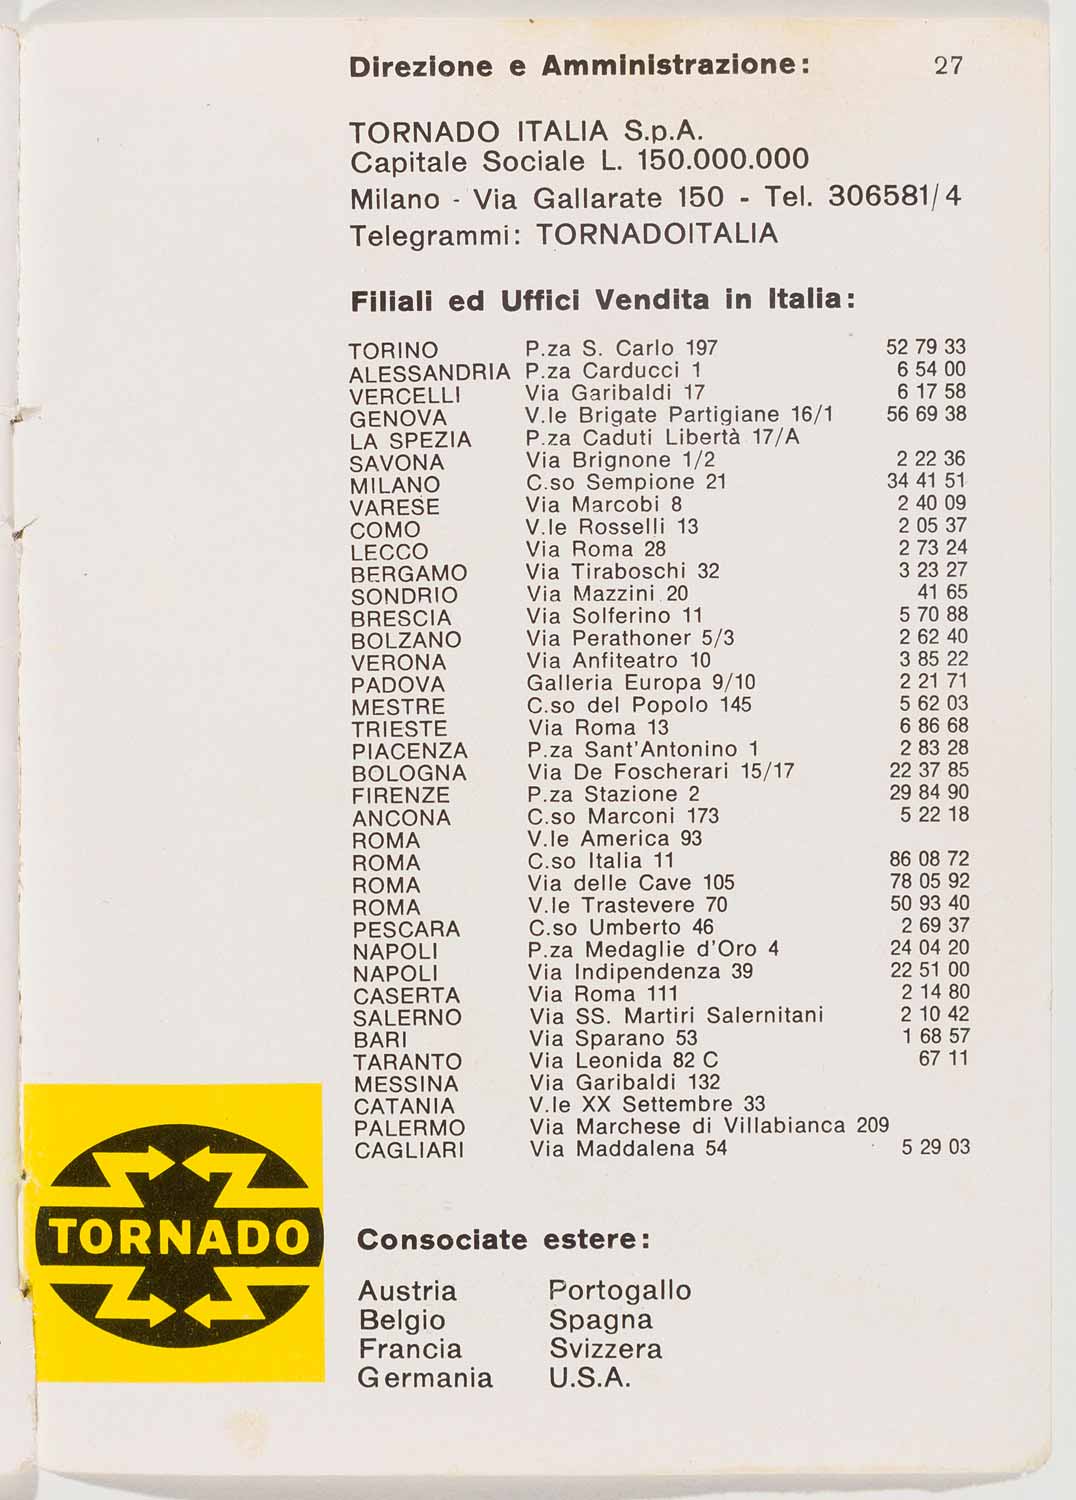 Direzione e Amministrazione: 27
TORNADO ITALIA S.p.A.
Capitale Sociale L. 150.000.000
Milano - Via Gallarate 150 - Tel. 306581/4
Telegrammi: TORNADOITALIA
Filiali ed Uffici Vendita in Italia:
TORINO P.za S. Carlo 197 52 79 33
ALESSANDRIA P.za Carducci 1 6 54 00
VERCELLI Via Garibaldi 17 6 17 58
GENOVA V.le Brigate Partigiane 16/1 56 69 38
LA SPEZIA P.za Caduti Libertà 17/A
SAVONA Via Brignone 1/2 2 22 36
MILANO C.so Sempione 21 34 41 51
VARESE Via Marcobi 8 2 40 09
COMO V.le Rosselli 13 2 05 37
LECCO Via Roma 28 2 73 24
BERGAMO Via Tiraboschi 32 3 23 27
SONDRIO Via Mazzini 20 41 65
BRESCIA Via Solferino 11 5 70 88
BOLZANO Via Perathoner 5/3 2 62 40
VERONA Via Anfiteatro 10 3 85 22
PADOVA Galleria Europa 9/10 2 21 71
MESTRE C.so del Popolo 145 5 62 03
TRIESTE Via Roma 13 6 86 68
PIACENZA P.za Sant'Antonino 1 2 83 28
BOLOGNA Via De Foscherari 15/17 22 37 85
FIRENZE P.za Stazione 2 29 84 90
ANCONA C.so Marconi 173 5 22 18
ROMA V.le America 93
ROMA C.so Italia 11 86 08 72
ROMA Via delle Cave 105 78 05 92
ROMA V.le Trastevere 70 50 93 40
PESCARA C.so Umberto 46 2 69 37
NAPOLI P.za Medaglie d'Oro 4 24 04 20
NAPOLI Via Indipendenza 39 22 51 00
CASERTA Via Roma 111 2 14 80
SALERNO Via SS. Martiri Salernitani 2 10 42
BARI Via Sparano 53 1 68 57
TARANTO Via Leonida 82 C 67 11
MESSINA Via Garibaldi 132
CATANIA V.le XX Settembre 33
PALERMO Via Marchese di Villabianca 209
CAGLIARI Via Maddalena 54 5 29 03
TORNADO
Consociate estere:
Austria Portogallo
Belgio Spagna
Francia Svizzera
Germania U.S.A.